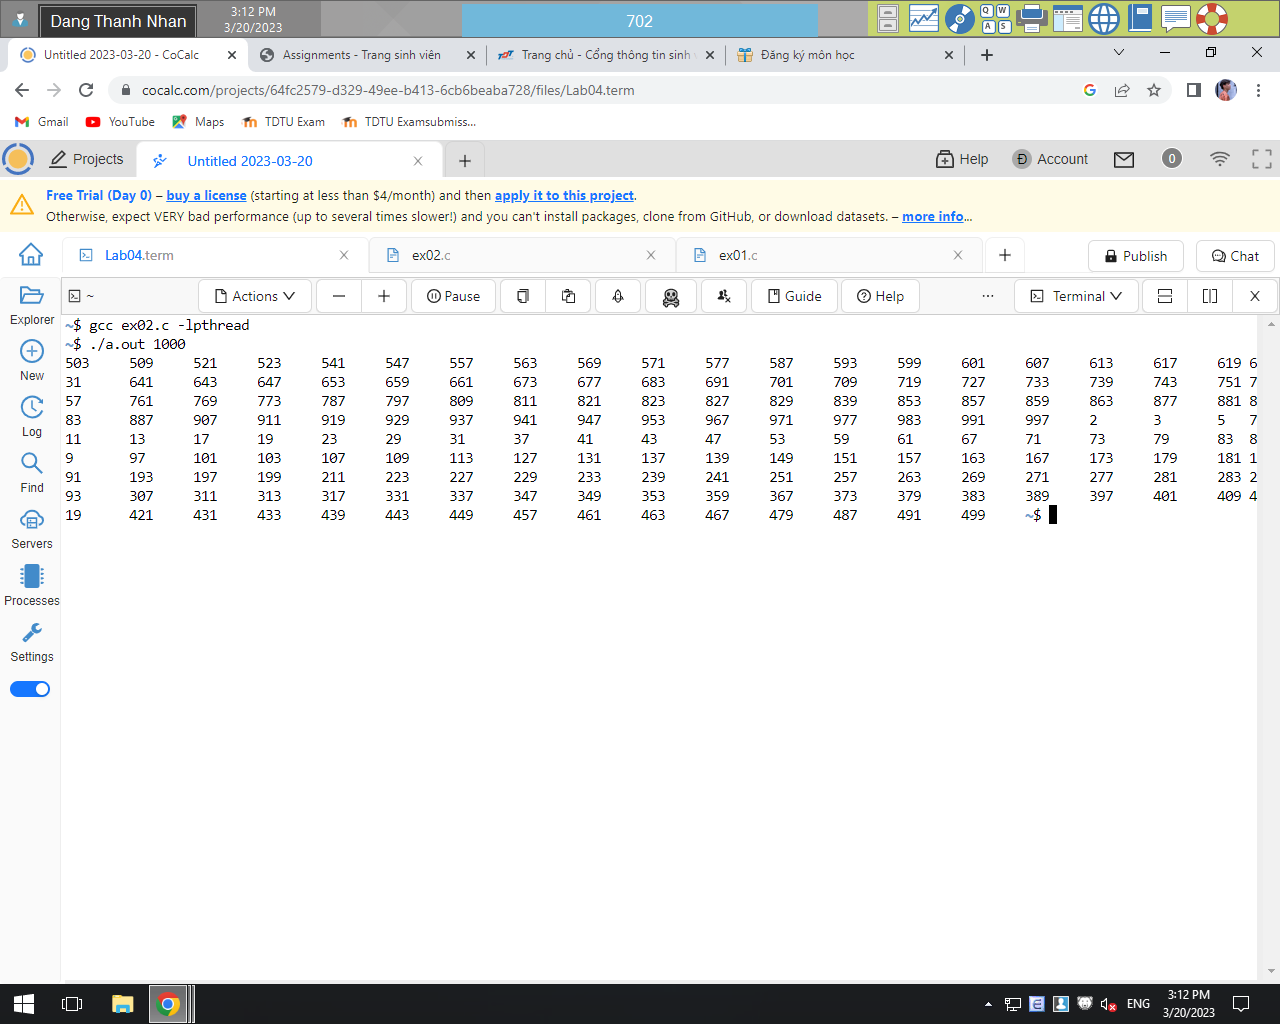 Dang Thanh Nhan
3:12 PM
3/20/2023
702
Q W
A S
Untitled 2023-03-20 - CoCalc
Assignments - Trang sinh viên
Trang chủ - Cổng thông tin sinh v
Đăng ký môn học
cocalc.com/projects/64fc2579-d329-49ee-b413-6cb6beaba728/files/Lab04.term
Gmail YouTube Maps TDTU Exam TDTU Examsubmiss...
Projects Untitled 2023-03-20 Help Account 0
Free Trial (Day 0) – buy a license (starting at less than $4/month) and then apply it to this project.
Otherwise, expect VERY bad performance (up to several times slower!) and you can't install packages, clone from GitHub, or download datasets. – more info...
Lab04.term ex02.c ex01.c Publish Chat
~ Actions Pause Guide Help ... Terminal
Explorer
New
Log
Find
Servers
Processes
Settings
~$ gcc ex02.c -lpthread
~$ ./a.out 1000
503 509 521 523 541 547 557 563 569 571 577 587 593 599 601 607 613 617 619 6
31 641 643 647 653 659 661 673 677 683 691 701 709 719 727 733 739 743 751 7
57 761 769 773 787 797 809 811 821 823 827 829 839 853 857 859 863 877 881 8
83 887 907 911 919 929 937 941 947 953 967 971 977 983 991 997 2 3 5 7
11 13 17 19 23 29 31 37 41 43 47 53 59 61 67 71 73 79 83 8
9 97 101 103 107 109 113 127 131 137 139 149 151 157 163 167 173 179 181 1
91 193 197 199 211 223 227 229 233 239 241 251 257 263 269 271 277 281 283 2
93 307 311 313 317 331 337 347 349 353 359 367 373 379 383 389 397 401 409 4
19 421 431 433 439 443 449 457 461 463 467 479 487 491 499 ~$
ENG
3:12 PM
3/20/2023